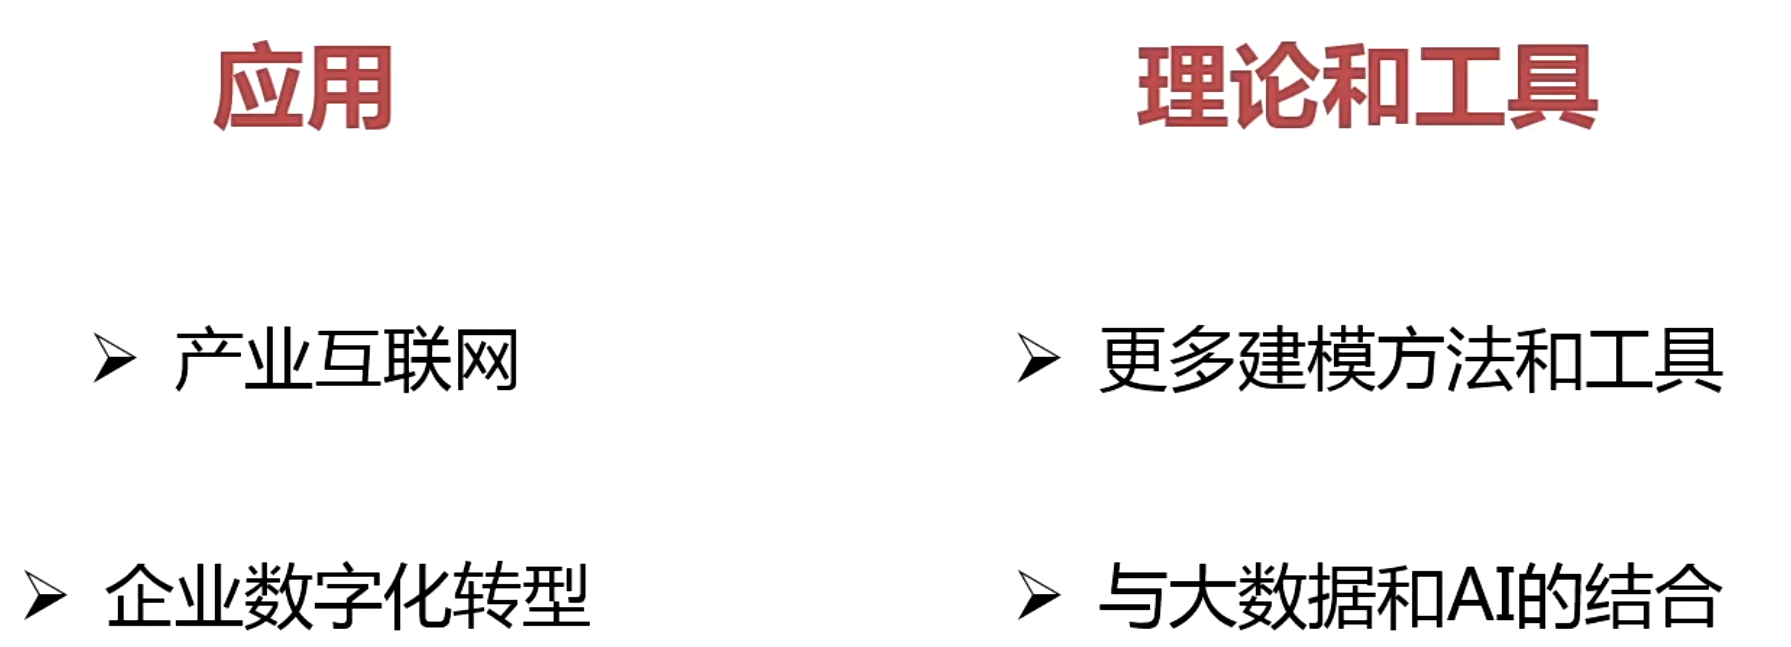 应用
➢ 产业互联网
➢ 企业数字化转型
理论和工具
➢ 更多建模方法和工具
➢ 与大数据和AI的结合